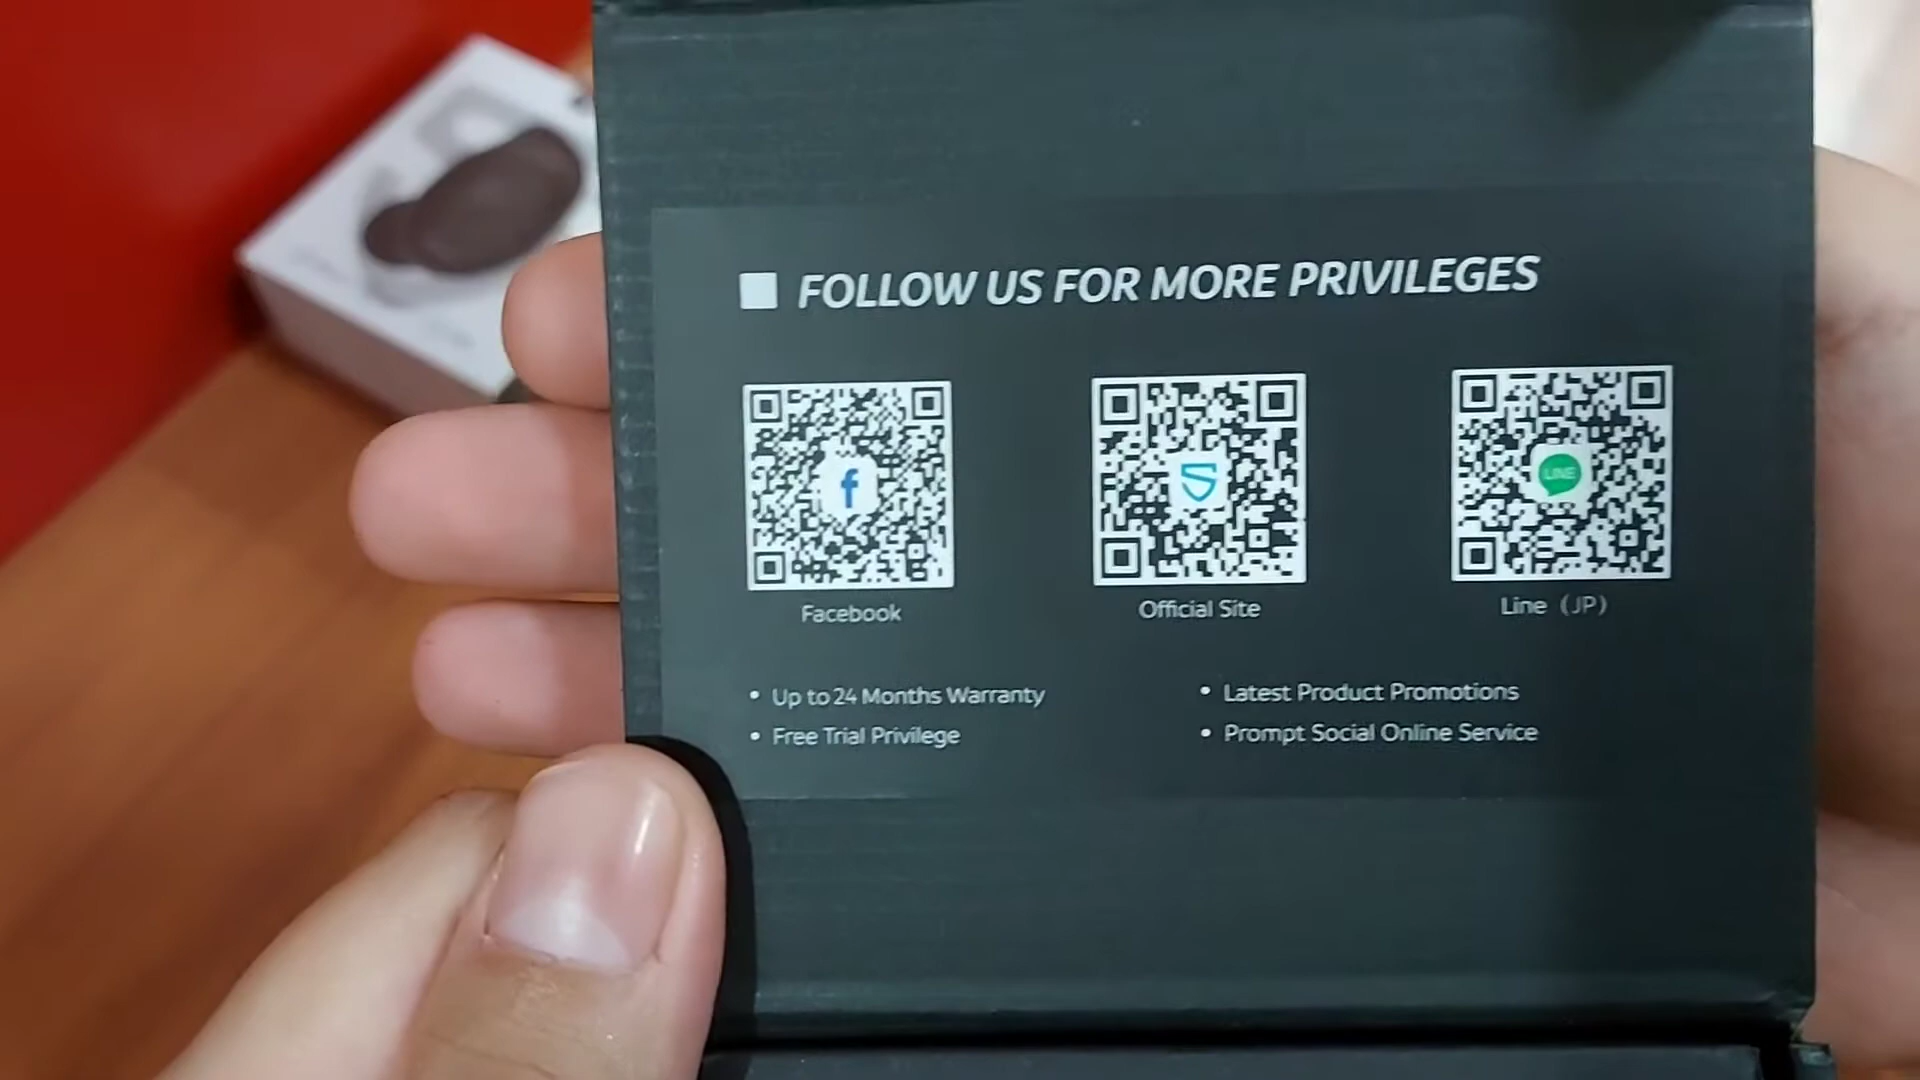 FOLLOW US FOR MORE PRIVILEGES
f
LINE
Facebook
Official Site
Line (JP)
• Up to 24 Months Warranty
• Free Trial Privilege
• Latest Product Promotions
• Prompt Social Online Service